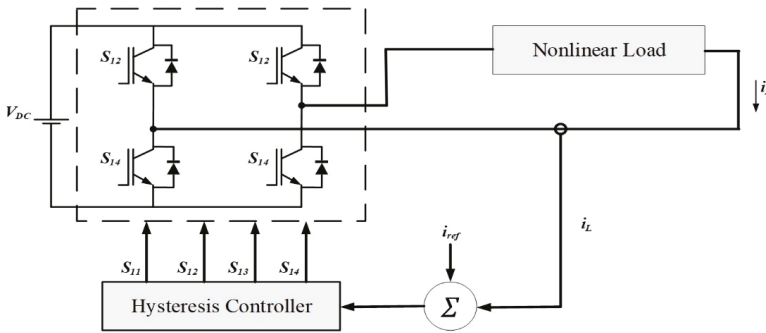 S12
S12
Nonlinear Load
VDC
S14
S14
iL
iref
S11
S12
S13
S14
Hysteresis Controller
Σ